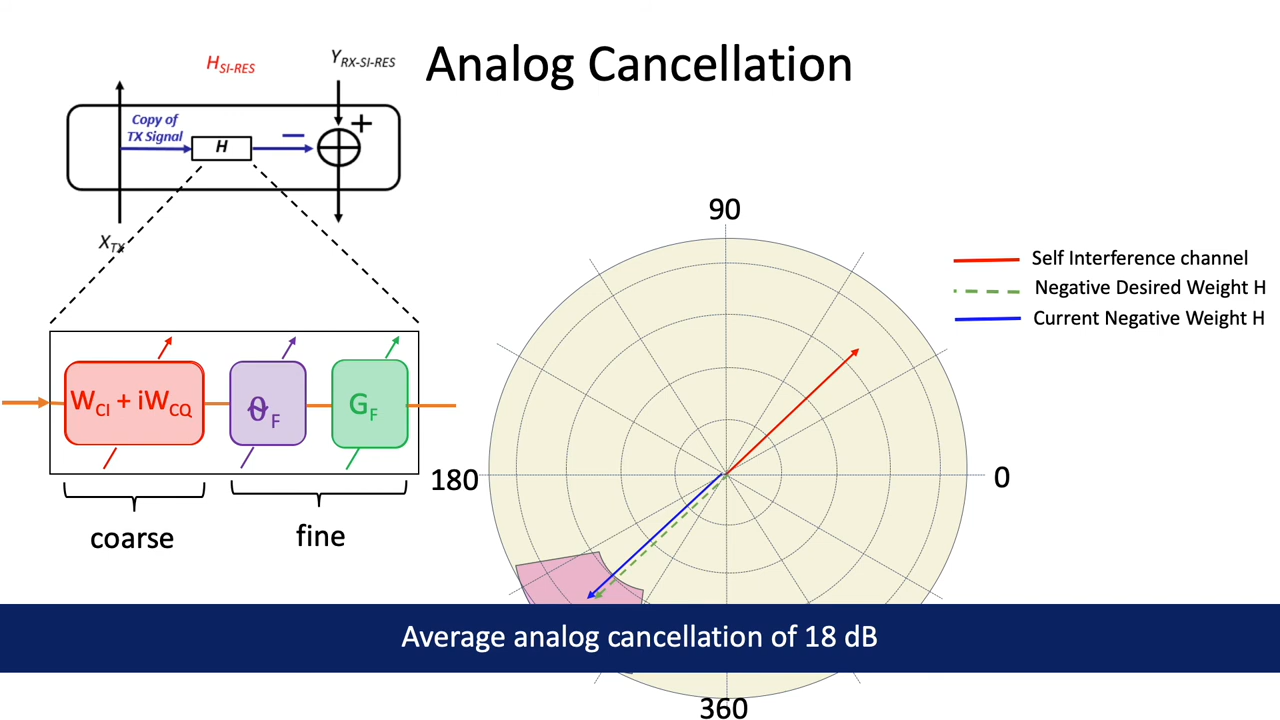 Analog Cancellation
H_SI-RES
Y_RX-SI-RES
Copy of
TX Signal
H
−
+
X_TX
W_CI + iW_CQ
ϑ_F
G_F
coarse
fine
90
180
0
360
Self Interference channel
Negative Desired Weight H
Current Negative Weight H
Average analog cancellation of 18 dB